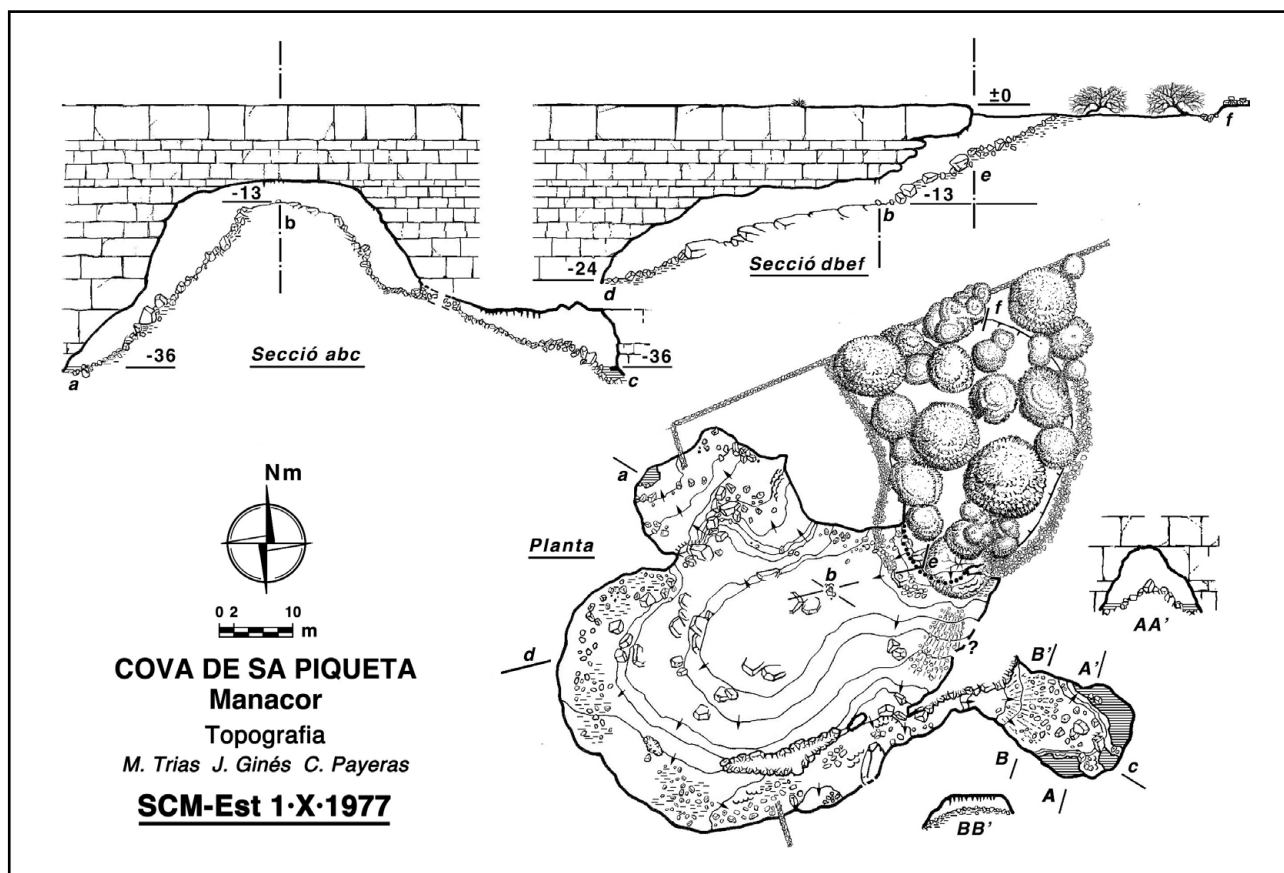 ±0
f
-13
b
e
-13
b
-24
d
Secció dbef
Secció abc
-36
a
-36
c
f
a
Nm
Planta
e
b
AA’
0 2 10
m
d
?
B’
A’
COVA DE SA PIQUETA
Manacor
Topografia
M. Trias J. Ginés C. Payeras
SCM-Est 1·X·1977
B
A
c
BB’